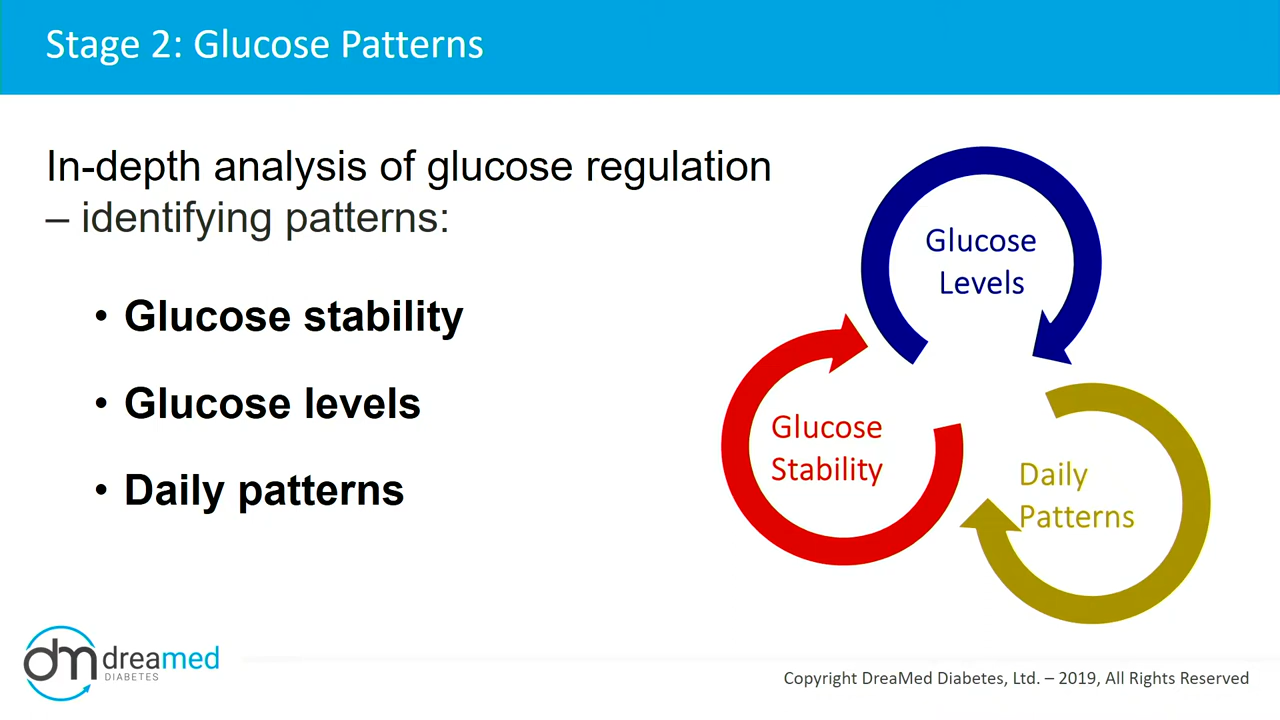 Stage 2: Glucose Patterns
In-depth analysis of glucose regulation
– identifying patterns:
• Glucose stability
• Glucose levels
• Daily patterns
Glucose
Levels
Glucose
Stability
Daily
Patterns
dm dreamed
DIABETES
Copyright DreaMed Diabetes, Ltd. – 2019, All Rights Reserved